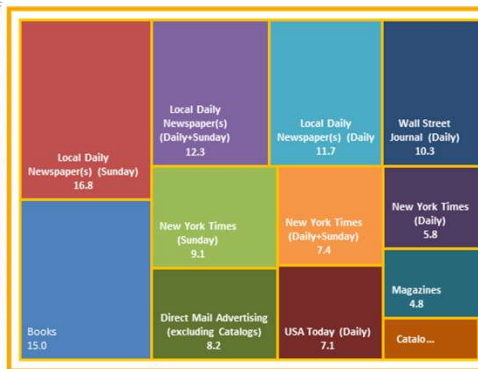 Local Daily
Newspaper(s) (Sunday)
16.8
Local Daily
Newspaper(s)
(Daily+Sunday)
12.3
Local Daily
Newspaper(s) (Daily
11.7
Wall Street
Journal (Daily)
10.3
New York Times
(Sunday)
9.1
New York Times
(Daily+Sunday)
7.4
New York Times
(Daily)
5.8
Books
15.0
Direct Mail Advertising
(excluding Catalogs)
8.2
USA Today (Daily)
7.1
Magazines
4.8
Catalo...